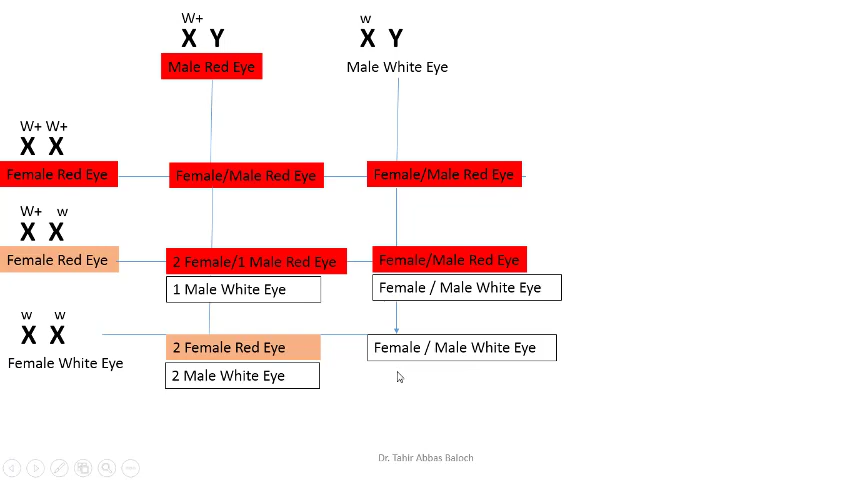 W+
X Y
Male Red Eye
w
X Y
Male White Eye
W+ W+
X X
Female Red Eye
Female/Male Red Eye
Female/Male Red Eye
W+ w
X X
Female Red Eye
2 Female/1 Male Red Eye
1 Male White Eye
Female/Male Red Eye
Female / Male White Eye
w w
X X
Female White Eye
2 Female Red Eye
2 Male White Eye
Female / Male White Eye
Dr. Tahir Abbas Baloch